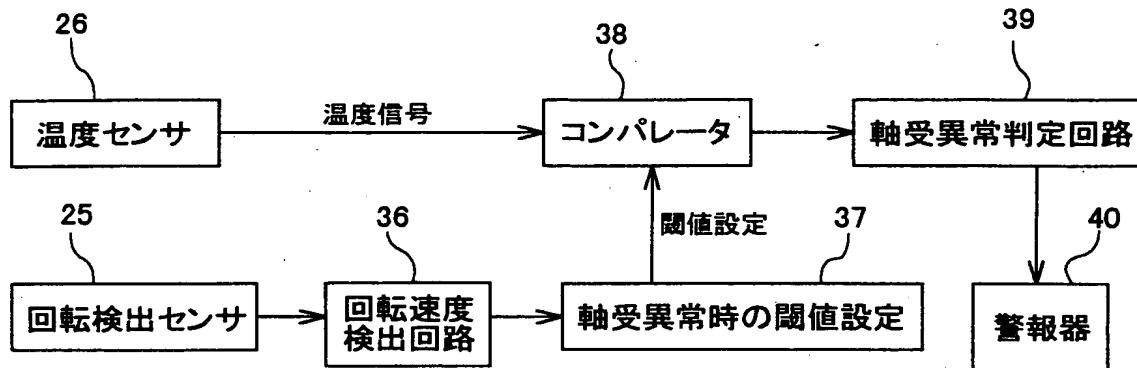 26
温度センサ
温度信号
38
コンパレータ
39
軸受異常判定回路
25
回転検出センサ
36
回転速度
検出回路
閾値設定
37
軸受異常時の閾値設定
40
警報器